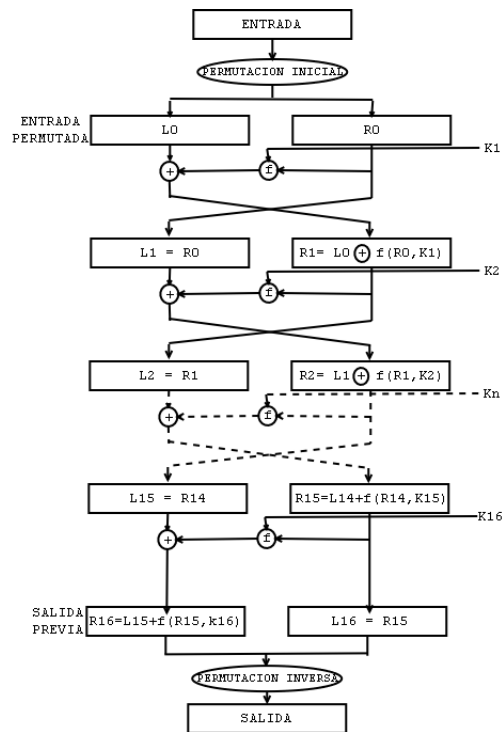 ENTRADA
PERMUTACION INICIAL
ENTRADA
PERMUTADA
L0
R0
K1
+
f
L1 = R0
R1= L0 + f(R0,K1)
K2
+
f
L2 = R1
R2= L1 + f(R1,K2)
Kn
+
f
L15 = R14
R15=L14+f(R14,K15)
K16
+
f
SALIDA
PREVIA
R16=L15+f(R15,k16)
L16 = R15
PERMUTACION INVERSA
SALIDA